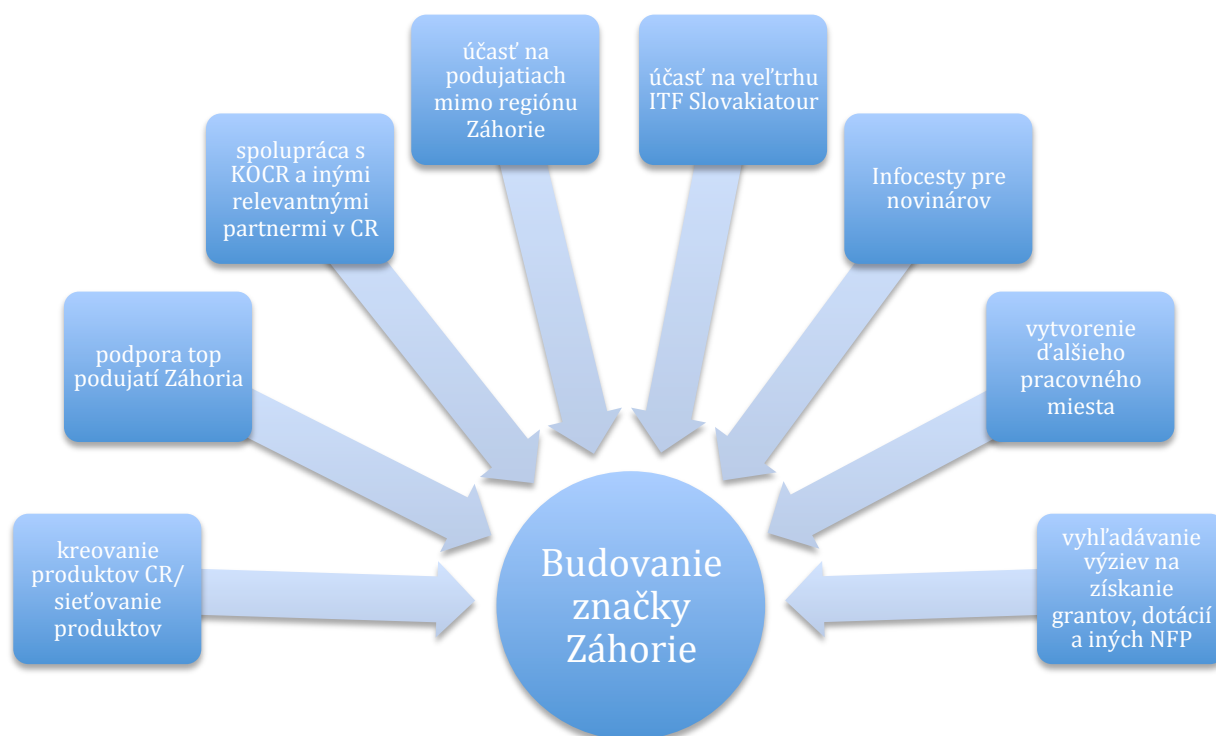 kreovanie
produktov CR/
sieťovanie
produktov
podpora top
podujatí Záhoria
spolupráca s
KOCR a inými
relevantnými
partnermi v CR
účasť na
podujatiach
mimo regiónu
Záhorie
účasť na veľtrhu
ITF Slovakiatour
Infocesty pre
novinárov
vytvorenie
ďalšieho
pracovného
miesta
vyhľadávanie
výziev na
získanie
grantov, dotácií
a iných NFP
Budovanie
značky
Záhorie